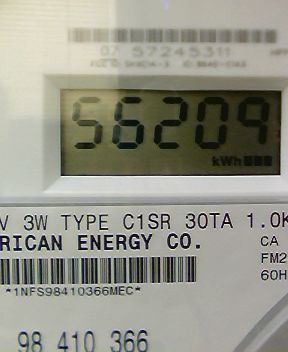 07 57245311
56209
kWh
V 3W TYPE C1SR 30TA 1.0K
RICAN ENERGY CO.
CA
FM2
60H
*1NFS98410366MEC*
98 410 366